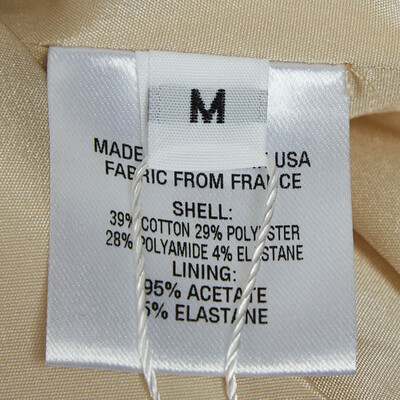 M
MADE USA
FABRIC FROM FRANCE
SHELL:
39% COTTON 29% POLYESTER
28% POLYAMIDE 4% ELASTANE
LINING:
95% ACETATE
5% ELASTANE